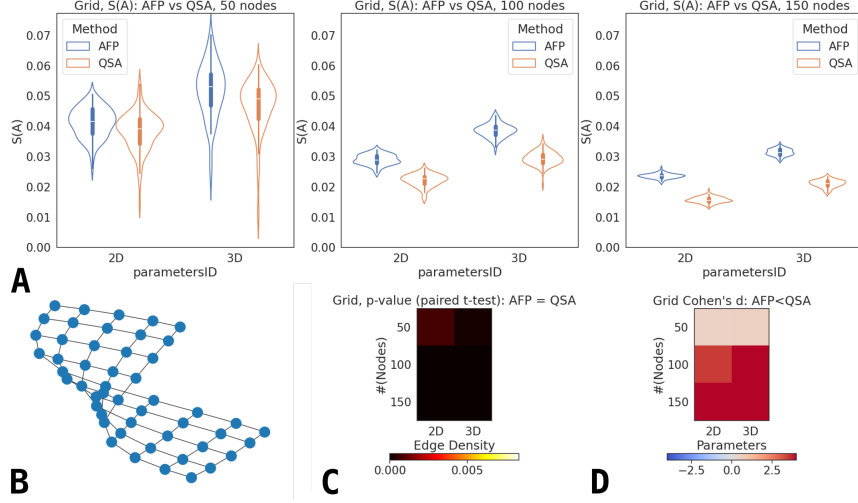 Grid, S(A): AFP vs QSA, 50 nodes
Grid, S(A): AFP vs QSA, 100 nodes
Grid, S(A): AFP vs QSA, 150 nodes
0.07
0.06
0.05
0.04
0.03
0.02
0.01
0.00
S(A)
Method
AFP
QSA
2D
3D
parametersID
0.07
0.06
0.05
0.04
0.03
0.02
0.01
0.00
S(A)
Method
AFP
QSA
2D
3D
parametersID
0.07
0.06
0.05
0.04
0.03
0.02
0.01
0.00
S(A)
Method
AFP
QSA
2D
3D
parametersID
A
B
Grid, p-value (paired t-test): AFP = QSA
#(Nodes)
50
100
150
2D
3D
Edge Density
0.000
0.005
C
Grid Cohen's d: AFP<QSA
#(Nodes)
50
100
150
2D
3D
Parameters
−2.5
0.0
2.5
D